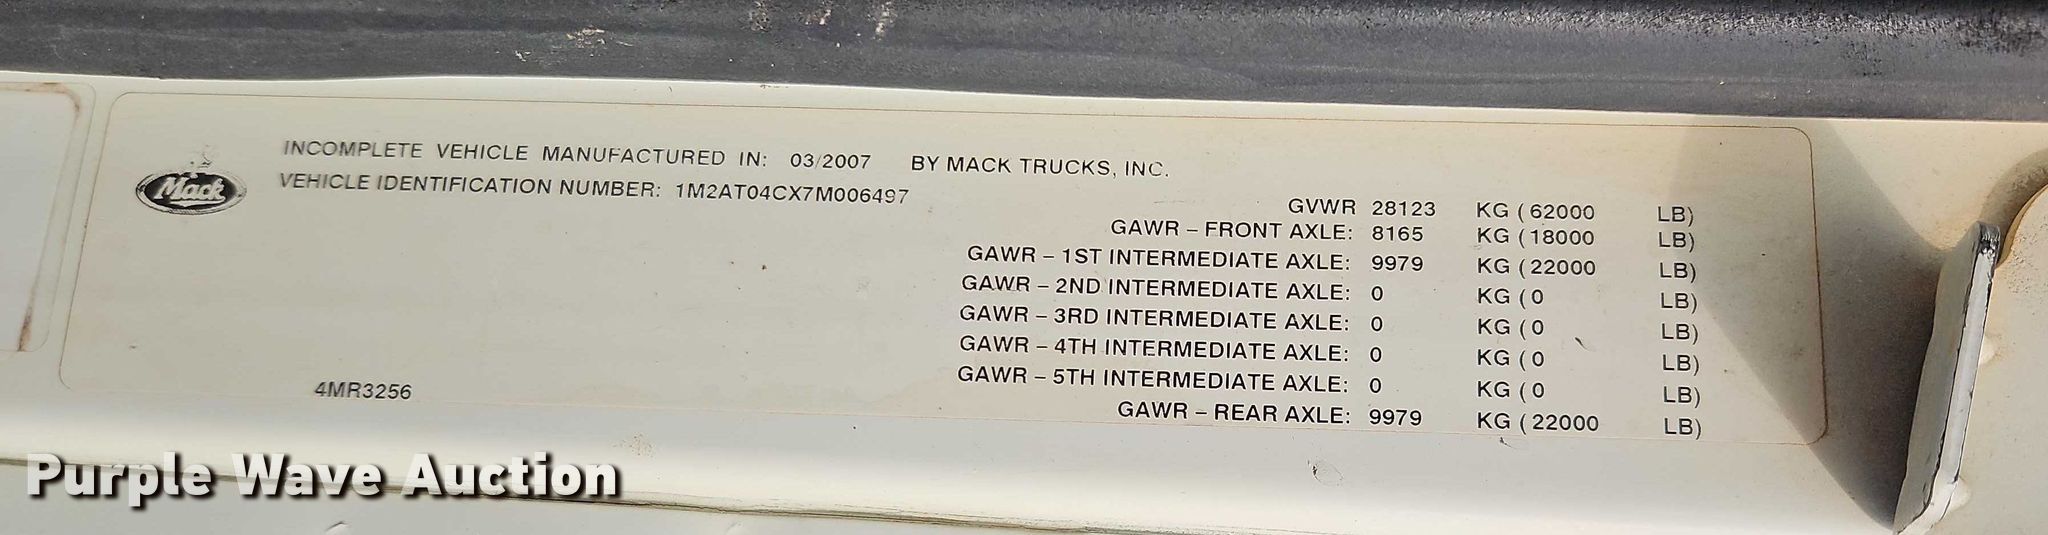 Mack
INCOMPLETE VEHICLE MANUFACTURED IN: 03/2007 BY MACK TRUCKS, INC.
VEHICLE IDENTIFICATION NUMBER: 1M2AT04CX7M006497
GVWR 28123 KG (62000 LB)
GAWR – FRONT AXLE: 8165 KG (18000 LB)
GAWR – 1ST INTERMEDIATE AXLE: 9979 KG (22000 LB)
GAWR – 2ND INTERMEDIATE AXLE: 0 KG (0 LB)
GAWR – 3RD INTERMEDIATE AXLE: 0 KG (0 LB)
GAWR – 4TH INTERMEDIATE AXLE: 0 KG (0 LB)
GAWR – 5TH INTERMEDIATE AXLE: 0 KG (0 LB)
GAWR – REAR AXLE: 9979 KG (22000 LB)
4MR3256
Purple Wave Auction